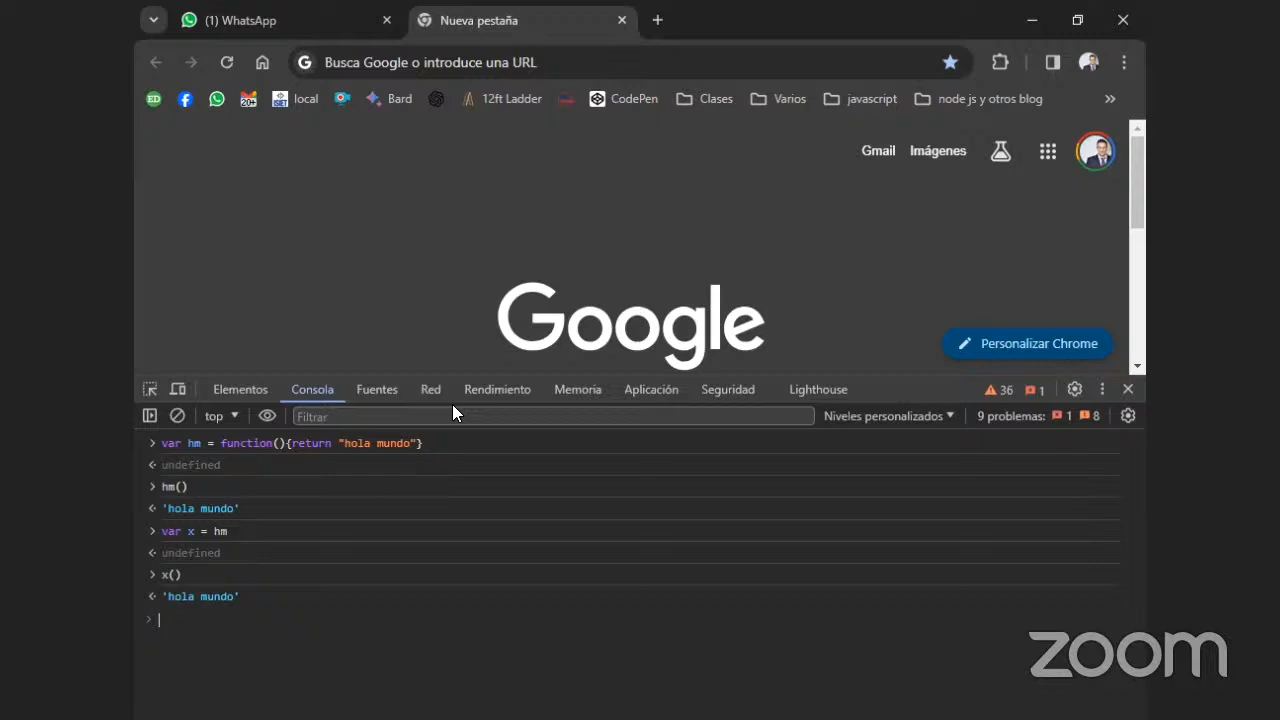 (1) WhatsApp
Nueva pestaña
Busca Google o introduce una URL
ED
20+
ISET
local
Bard
12ft Ladder
CodePen
Clases
Varios
javascript
node js y otros blog
Gmail
Imágenes
Google
Personalizar Chrome
Elementos
Consola
Fuentes
Red
Rendimiento
Memoria
Aplicación
Seguridad
Lighthouse
36
1
top
Filtrar
Niveles personalizados
9 problemas:
1
8
var hm = function(){return "hola mundo"}
undefined
hm()
'hola mundo'
var x = hm
undefined
x()
'hola mundo'
zoom